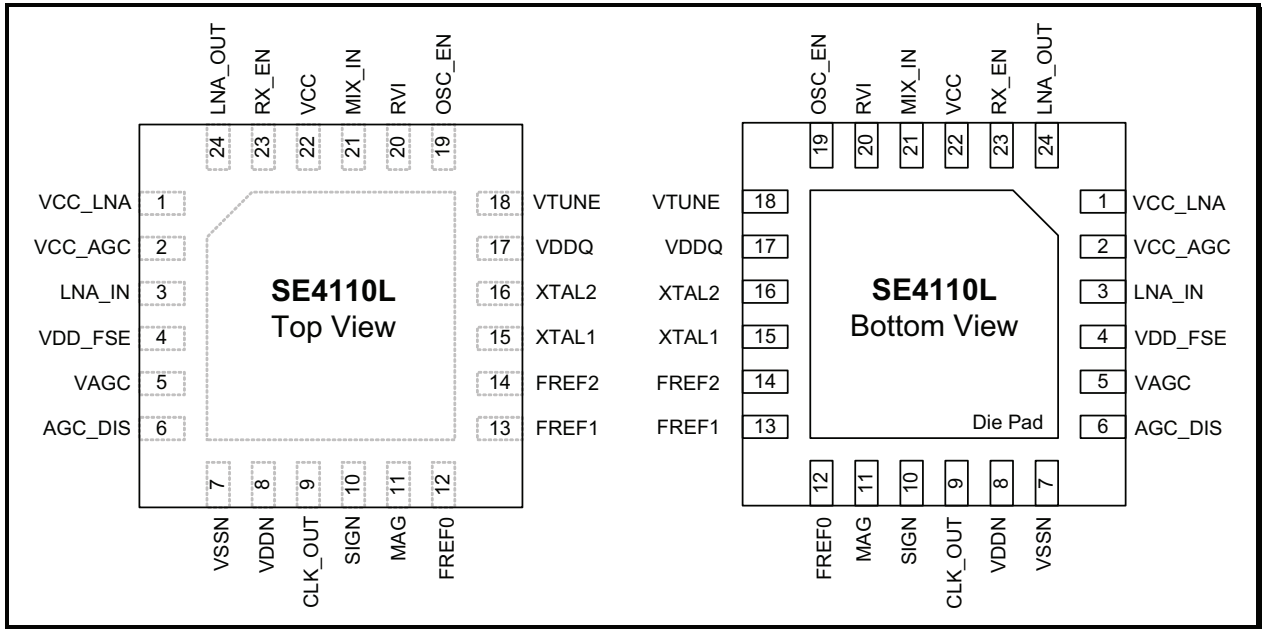 LNA_OUT
RX_EN
VCC
MIX_IN
RVI
OSC_EN
24
23
22
21
20
19
VCC_LNA 1
VCC_AGC 2
LNA_IN 3
VDD_FSE 4
VAGC 5
AGC_DIS 6
SE4110L
Top View
18 VTUNE
17 VDDQ
16 XTAL2
15 XTAL1
14 FREF2
13 FREF1
7
8
9
10
11
12
VSSN
VDDN
CLK_OUT
SIGN
MAG
FREF0
OSC_EN
RVI
MIX_IN
VCC
RX_EN
LNA_OUT
19
20
21
22
23
24
VTUNE 18
VDDQ 17
XTAL2 16
XTAL1 15
FREF2 14
FREF1 13
SE4110L
Bottom View
Die Pad
1 VCC_LNA
2 VCC_AGC
3 LNA_IN
4 VDD_FSE
5 VAGC
6 AGC_DIS
12
11
10
9
8
7
FREF0
MAG
SIGN
CLK_OUT
VDDN
VSSN